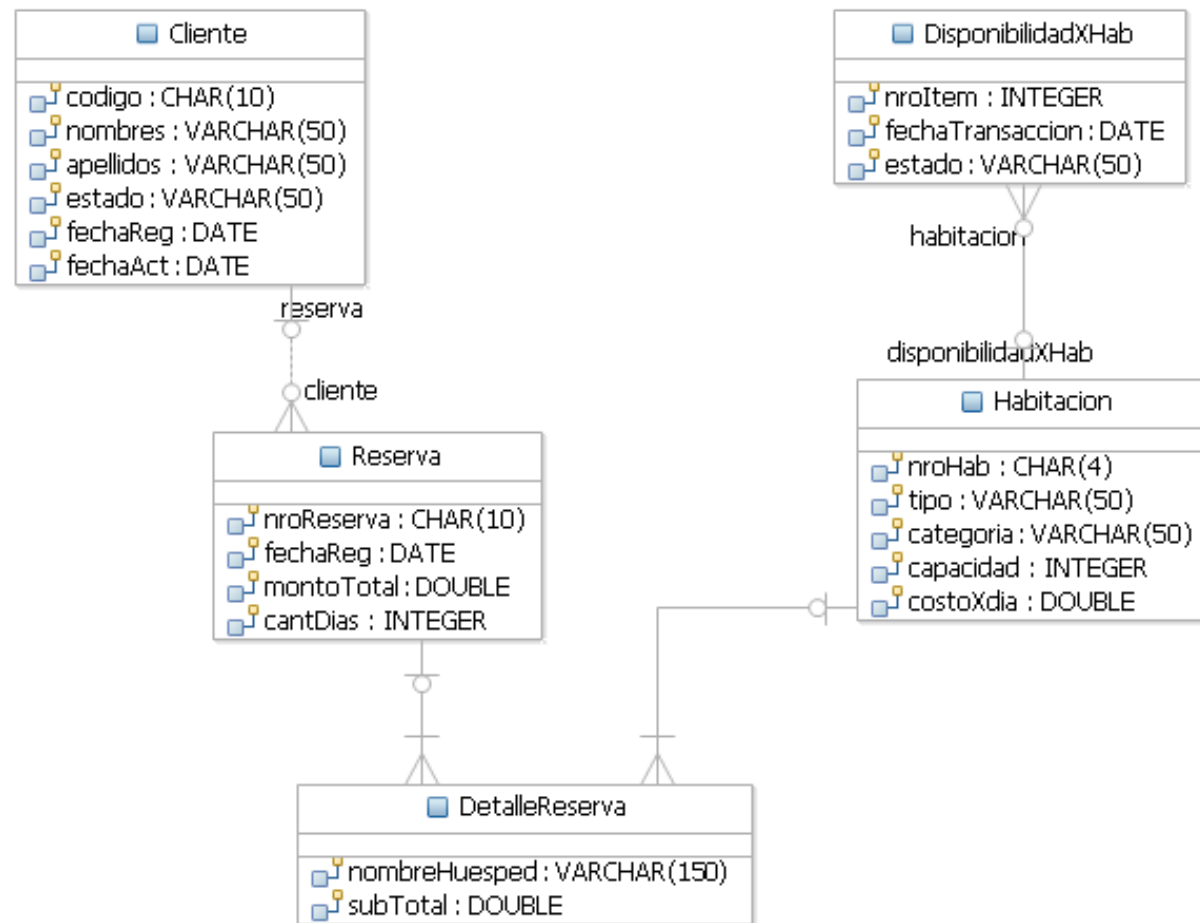 Cliente
codigo : CHAR(10)
nombres : VARCHAR(50)
apellidos : VARCHAR(50)
estado : VARCHAR(50)
fechaReg : DATE
fechaAct : DATE
reserva
cliente
Reserva
nroReserva : CHAR(10)
fechaReg : DATE
montoTotal : DOUBLE
cantDias : INTEGER
DisponibilidadXHab
nroItem : INTEGER
fechaTransaccion : DATE
estado : VARCHAR(50)
habitacion
disponibilidadXHab
Habitacion
nroHab : CHAR(4)
tipo : VARCHAR(50)
categoria : VARCHAR(50)
capacidad : INTEGER
costoXdia : DOUBLE
DetalleReserva
nombreHuesped : VARCHAR(150)
subTotal : DOUBLE